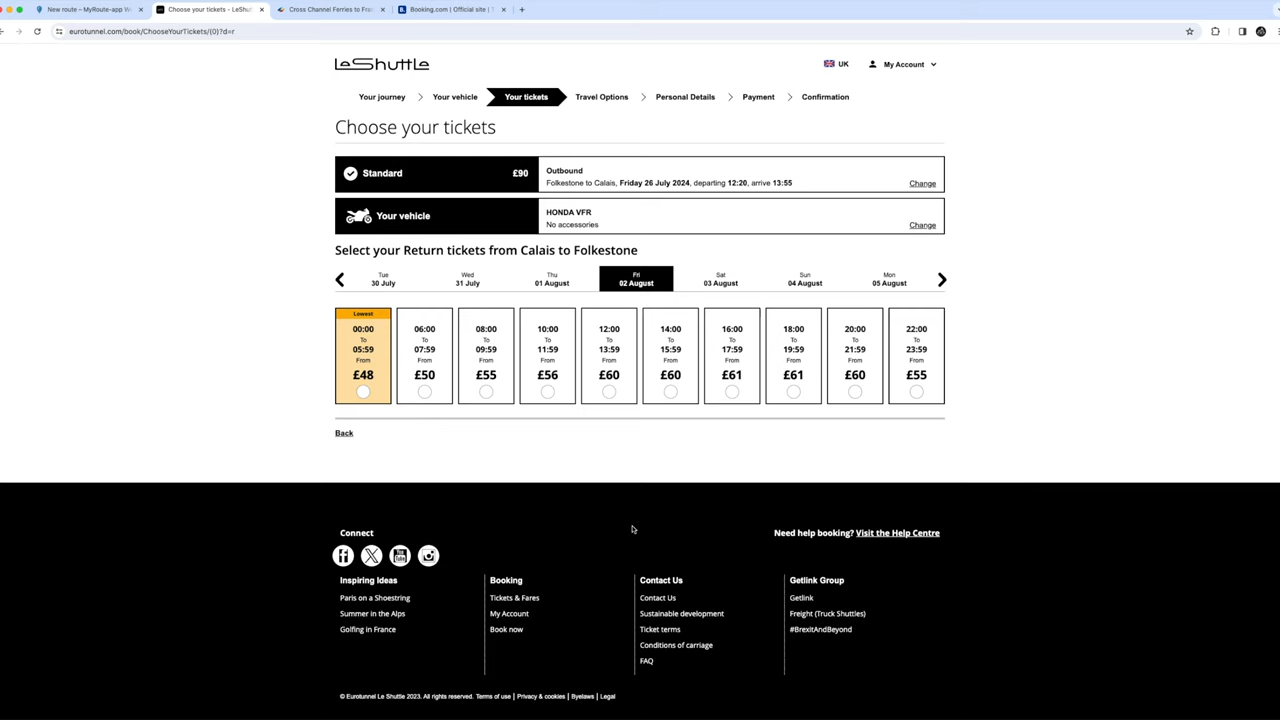 New route – MyRoute-app We
Choose your tickets – LeShut
Cross Channel Ferries to Fra
Booking.com | Official site | T
eurotunnel.com/book/ChooseYourTickets/(0)?d=r
LeShuttle
UK
My Account
Your journey
Your vehicle
Your tickets
Travel Options
Personal Details
Payment
Confirmation
Choose your tickets
Standard £90
Outbound
Folkestone to Calais, Friday 26 July 2024, departing 12:20, arrive 13:55
Change
Your vehicle
HONDA VFR
No accessories
Change
Select your Return tickets from Calais to Folkestone
Tue
30 July
Wed
31 July
Thu
01 August
Fri
02 August
Sat
03 August
Sun
04 August
Mon
05 August
Lowest
00:00
To
05:59
From
£48
06:00
To
07:59
From
£50
08:00
To
09:59
From
£55
10:00
To
11:59
From
£56
12:00
To
13:59
From
£60
14:00
To
15:59
From
£60
16:00
To
17:59
From
£61
18:00
To
19:59
From
£61
20:00
To
21:59
From
£60
22:00
To
23:59
From
£55
Back
Connect
You Tube
Need help booking? Visit the Help Centre
Inspiring Ideas
Paris on a Shoestring
Summer in the Alps
Golfing in France
Booking
Tickets & Fares
My Account
Book now
Contact Us
Contact Us
Sustainable development
Ticket terms
Conditions of carriage
FAQ
Getlink Group
Getlink
Freight (Truck Shuttles)
#BrexitAndBeyond
© Eurotunnel Le Shuttle 2023. All rights reserved. Terms of use | Privacy & cookies | Byelaws | Legal